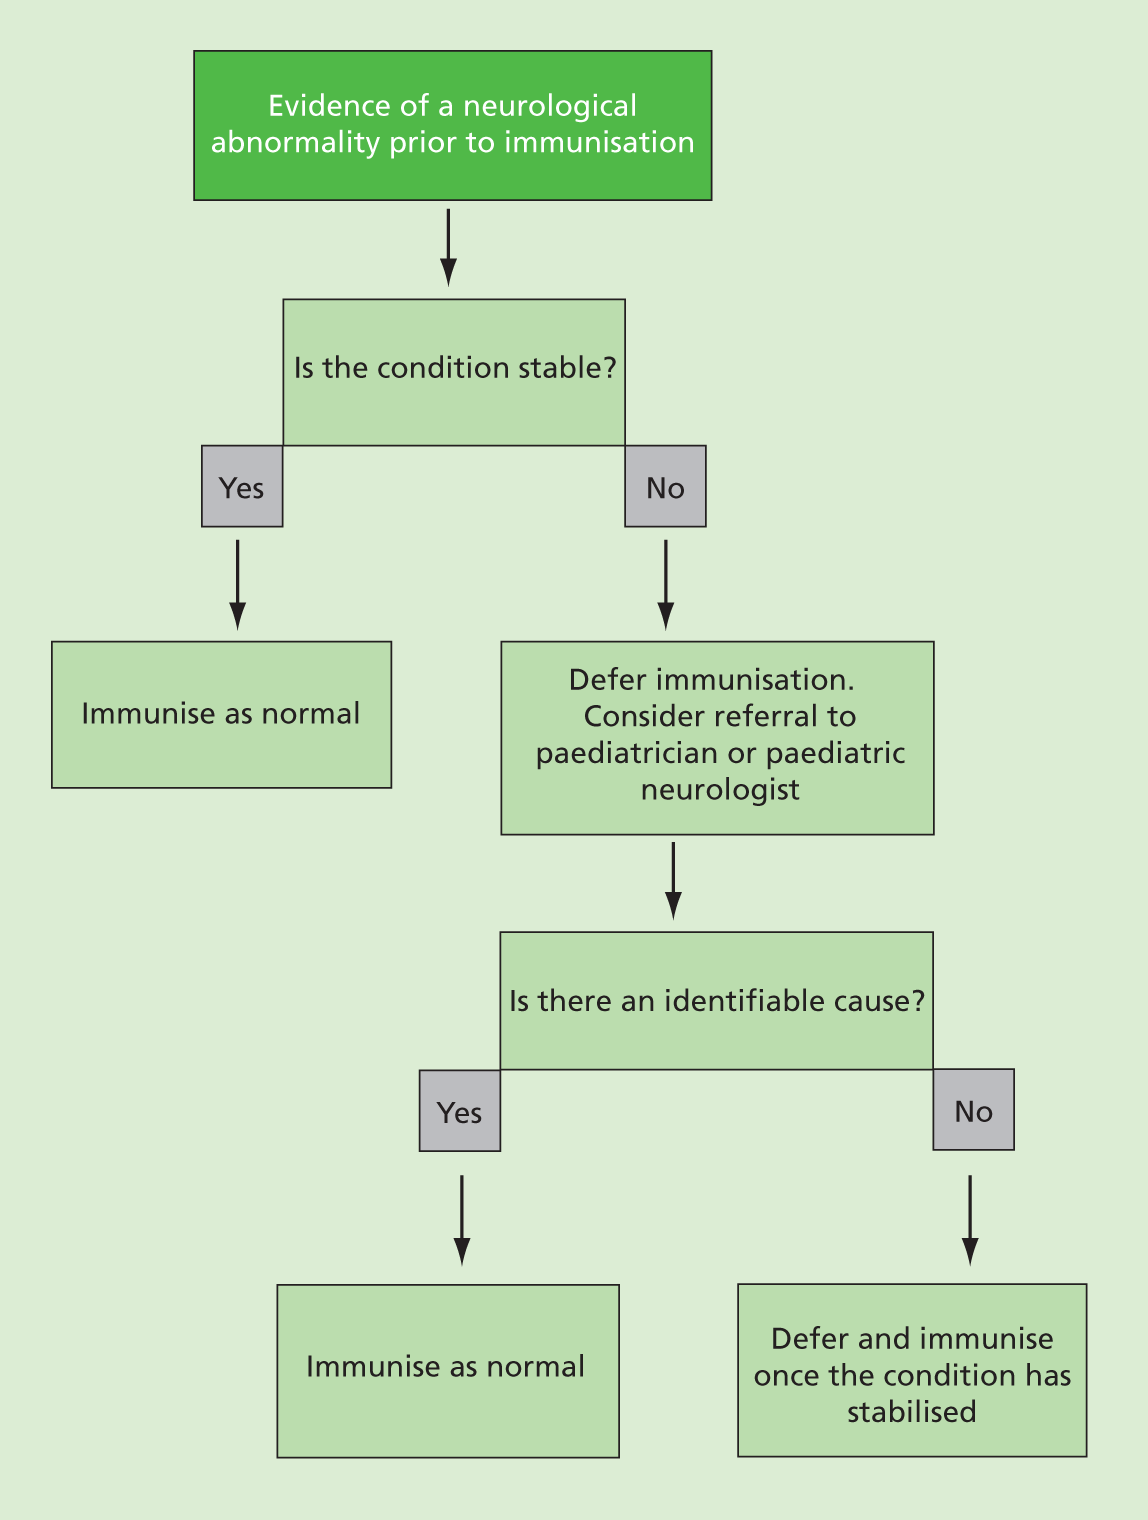 Evidence of a neurological
abnormality prior to immunisation
Is the condition stable?
Yes
No
Immunise as normal
Defer immunisation.
Consider referral to
paediatrician or paediatric
neurologist
Is there an identifiable cause?
Yes
No
Immunise as normal
Defer and immunise
once the condition has
stabilised